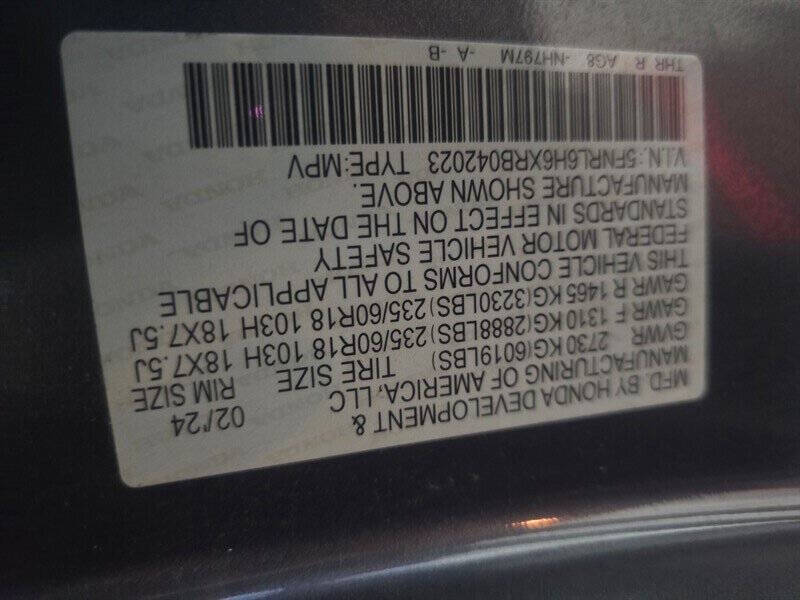 MFD. BY HONDA DEVELOPMENT &
MANUFACTURING OF AMERICA, LLC 02/'24
GVWR 2730 KG(6019LBS) TIRE SIZE RIM SIZE
GAWR F 1310 KG(2888LBS) 235/60R18 103H 18X7.5J
GAWR R 1465 KG(3230LBS) 235/60R18 103H 18X7.5J
THIS VEHICLE CONFORMS TO ALL APPLICABLE
FEDERAL MOTOR VEHICLE SAFETY
STANDARDS IN EFFECT ON THE DATE OF
MANUFACTURE SHOWN ABOVE.
V.I.N.:5FNRL6H6XRB042023 TYPE:MPV
THR R AG8 -NH797M -A -B